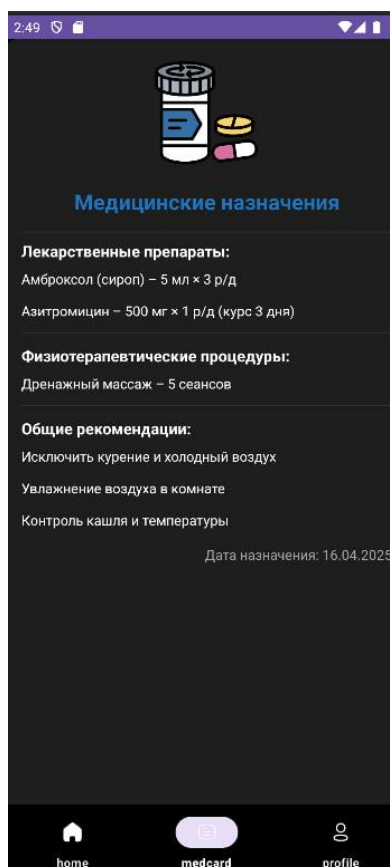 2:49
Медицинские назначения
Лекарственные препараты:
Амброксол (сироп) – 5 мл × 3 р/д
Азитромицин – 500 мг × 1 р/д (курс 3 дня)
Физиотерапевтические процедуры:
Дренажный массаж – 5 сеансов
Общие рекомендации:
Исключить курение и холодный воздух
Увлажнение воздуха в комнате
Контроль кашля и температуры
Дата назначения: 16.04.2025
home medcard profile